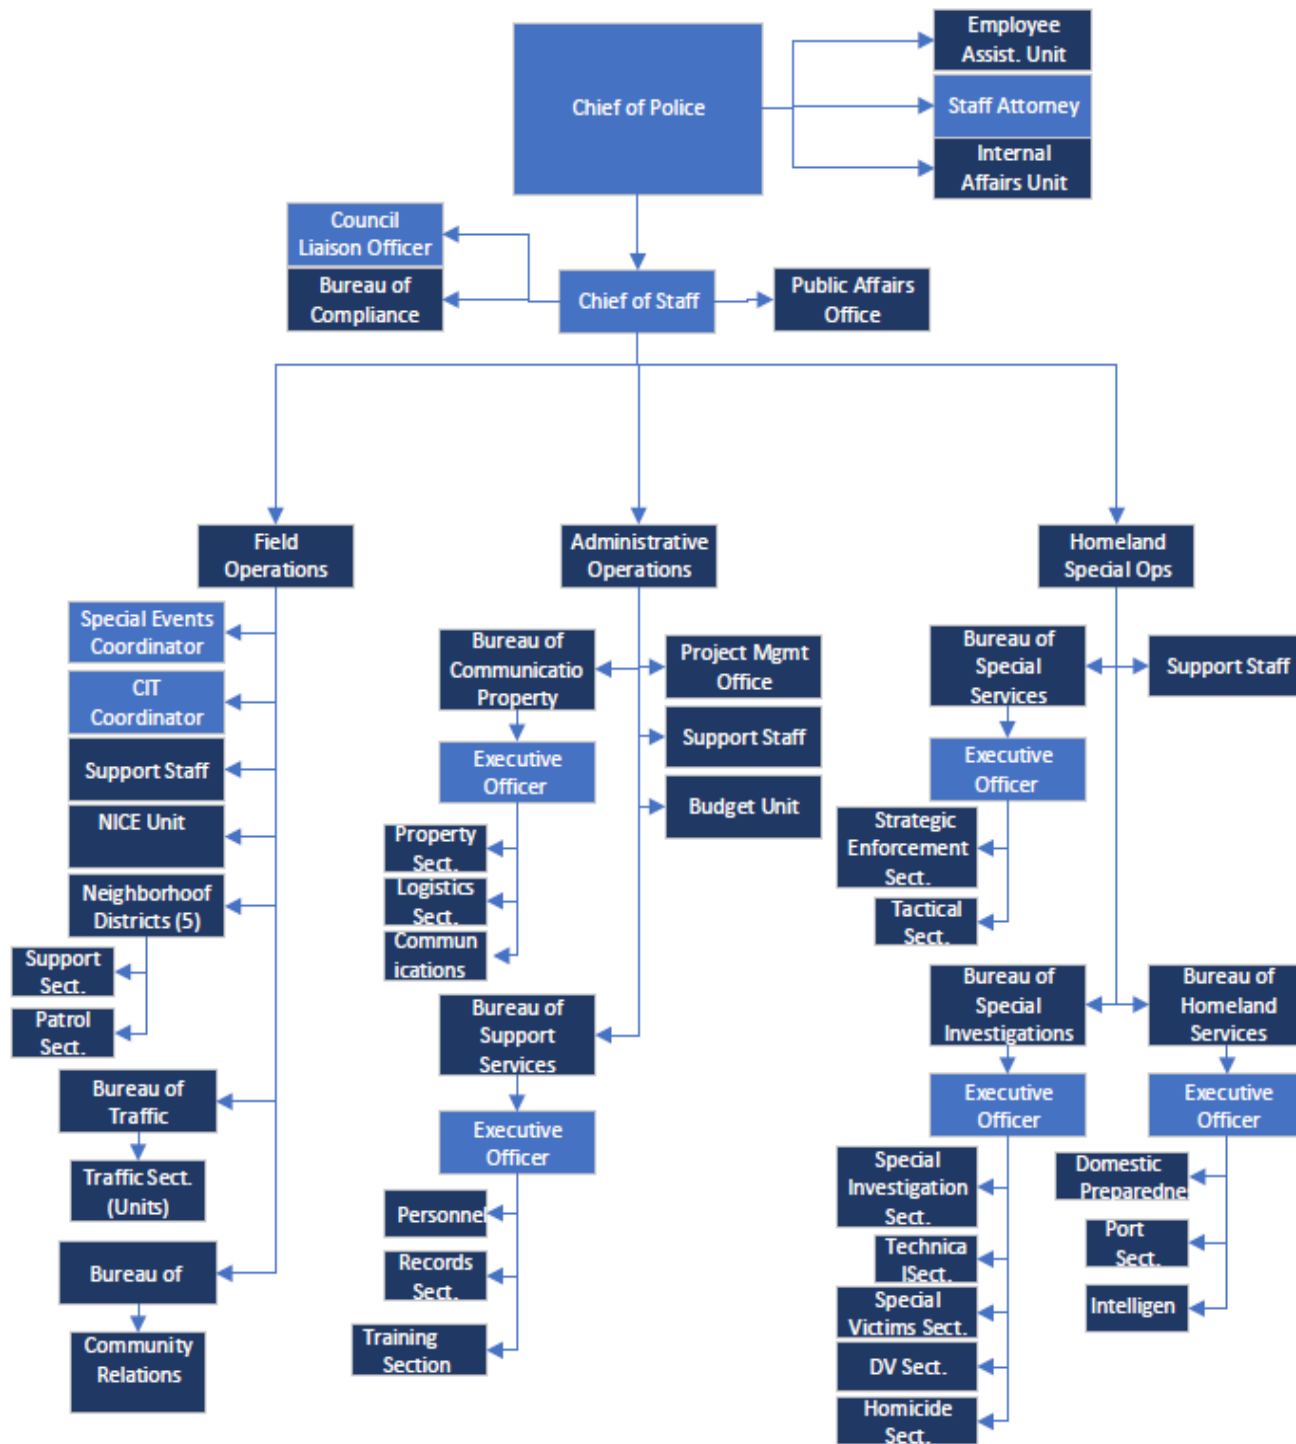 Employee
Assist. Unit
Chief of Police
Staff Attorney
Internal
Affairs Unit
Council
Liaison Officer
Bureau of
Compliance
Chief of Staff
Public Affairs
Office
Field
Operations
Administrative
Operations
Homeland
Special Ops
Special Events
Coordinator
CIT
Coordinator
Support Staff
NICE Unit
Neighborhoof
Districts (5)
Support
Sect.
Patrol
Sect.
Bureau of
Traffic
Traffic Sect.
(Units)
Bureau of
Community
Relations
Bureau of
Communicatio
Property
Project Mgmt
Office
Support Staff
Budget Unit
Executive
Officer
Property
Sect.
Logistics
Sect.
Commun
ications
Bureau of
Support
Services
Executive
Officer
Personnel
Records
Sect.
Training
Section
Bureau of
Special
Services
Support Staff
Executive
Officer
Strategic
Enforcement
Sect.
Tactical
Sect.
Bureau of
Special
Investigations
Executive
Officer
Special
Investigation
Sect.
Technica
lSect.
Special
Victims Sect.
DV Sect.
Homicide
Sect.
Bureau of
Homeland
Services
Executive
Officer
Domestic
Preparedne
Port
Sect.
Intelligen